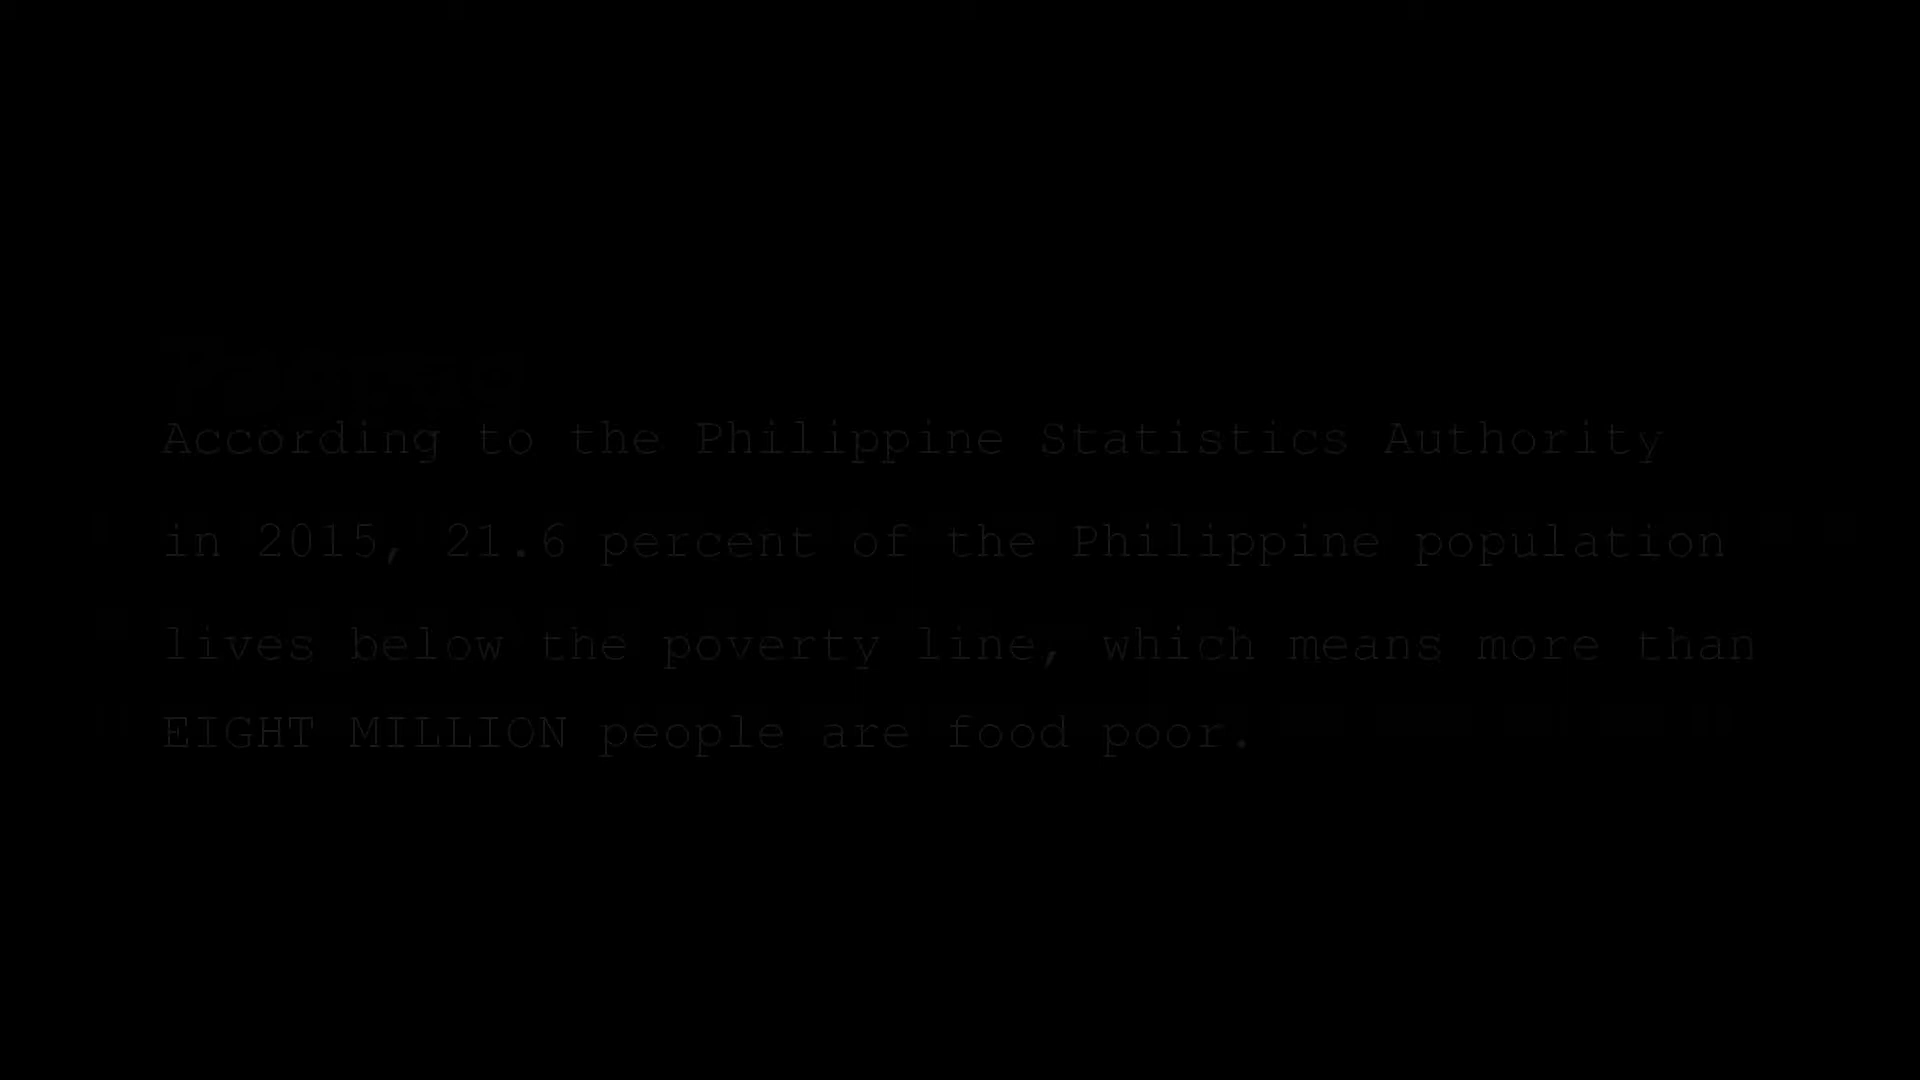 According to the Philippine Statistics Authority
in 2015, 21.6 percent of the Philippine population
lives below the poverty line, which means more than
EIGHT MILLION people are food poor.